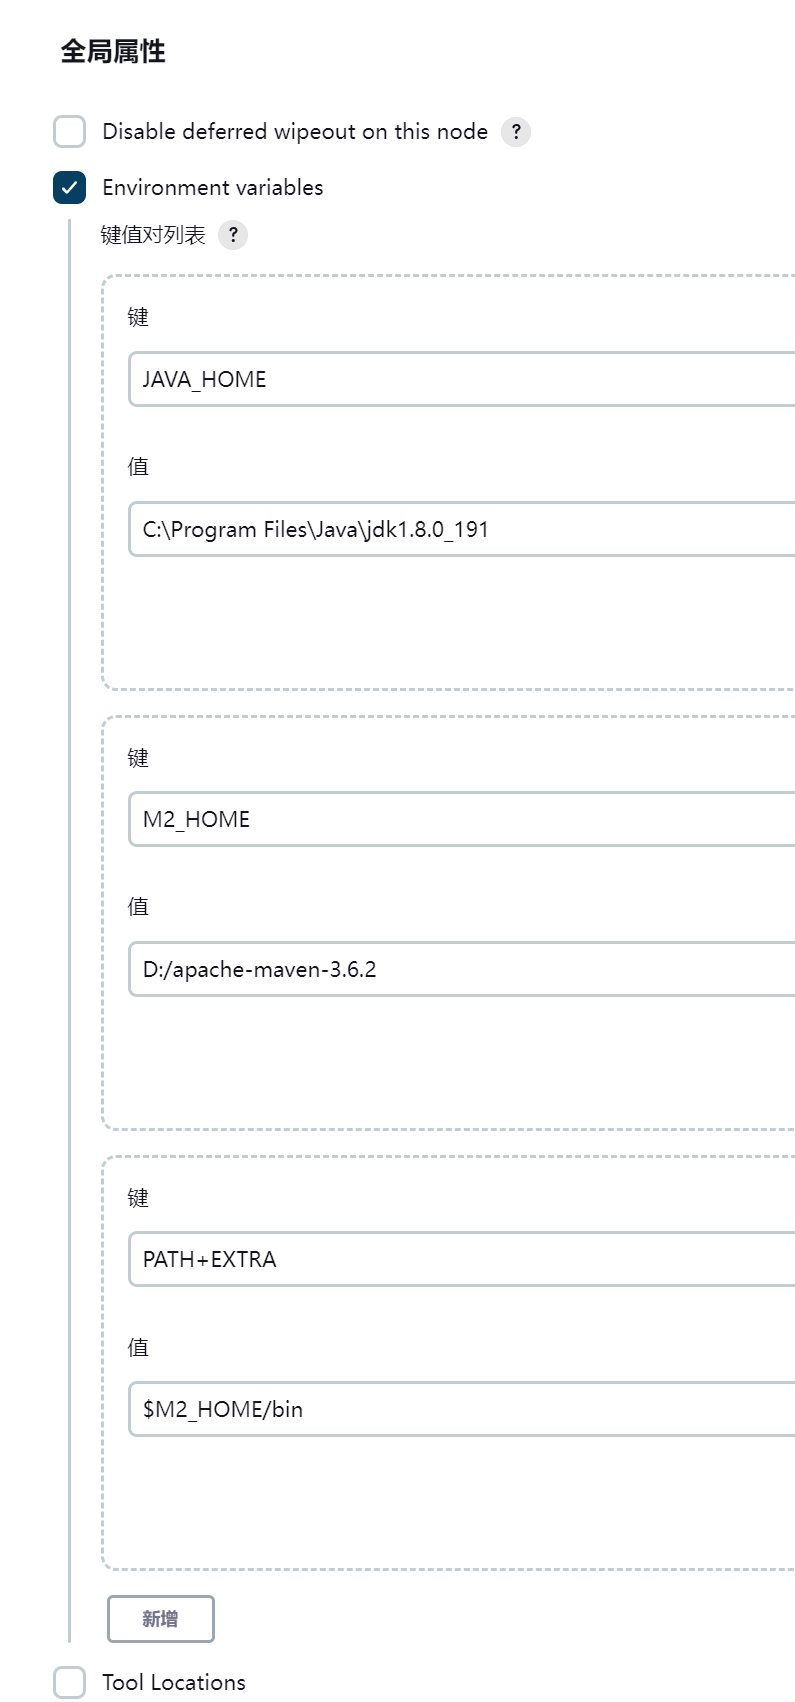 全局属性
Disable deferred wipeout on this node ?
Environment variables
键值对列表 ?
键
JAVA_HOME
值
C:\Program Files\Java\jdk1.8.0_191
键
M2_HOME
值
D:/apache-maven-3.6.2
键
PATH+EXTRA
值
$M2_HOME/bin
新增
Tool Locations